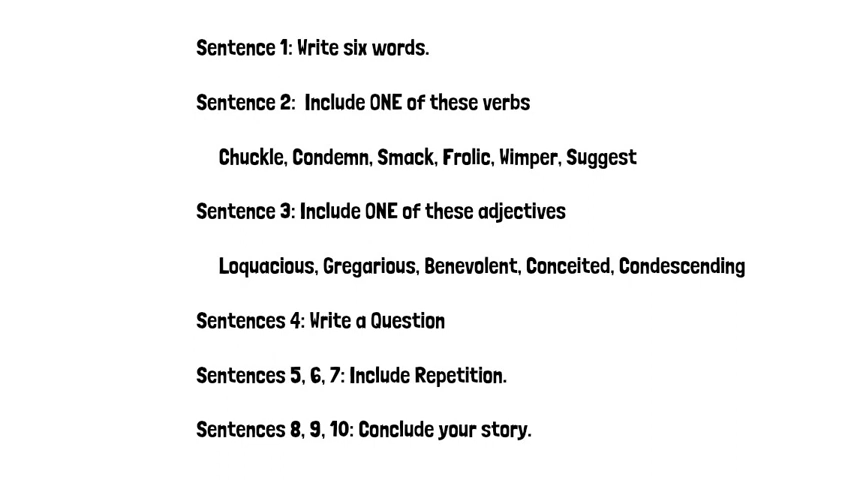 Sentence 1: Write six words.
Sentence 2: Include ONE of these verbs
Chuckle, Condemn, Smack, Frolic, Wimper, Suggest
Sentence 3: Include ONE of these adjectives
Loquacious, Gregarious, Benevolent, Conceited, Condescending
Sentences 4: Write a Question
Sentences 5, 6, 7: Include Repetition.
Sentences 8, 9, 10: Conclude your story.